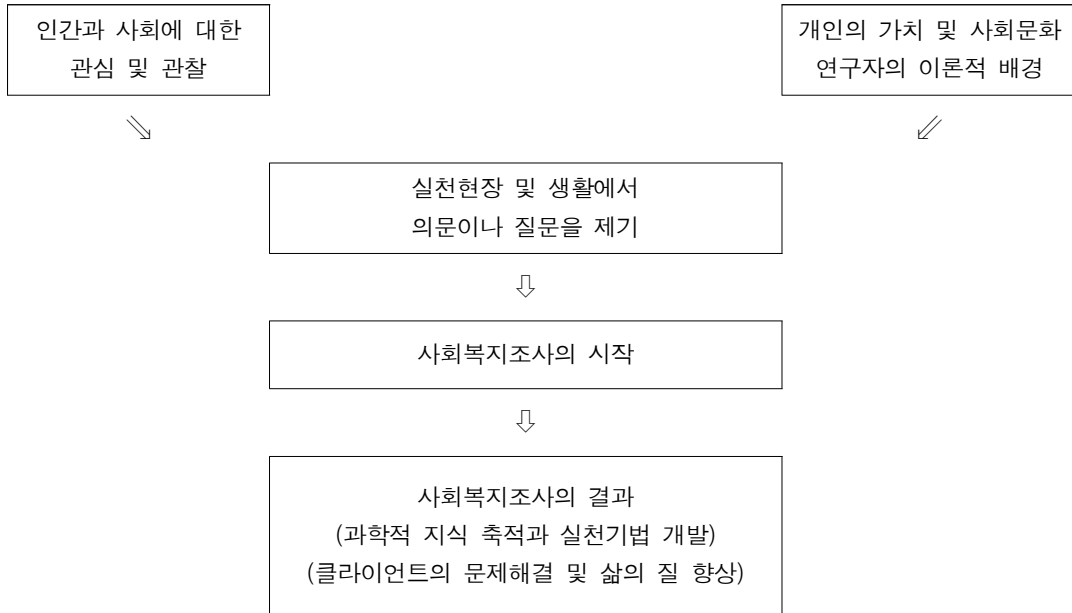 인간과 사회에 대한
관심 및 관찰
개인의 가치 및 사회문화
연구자의 이론적 배경
실천현장 및 생활에서
의문이나 질문을 제기
사회복지조사의 시작
사회복지조사의 결과
(과학적 지식 축적과 실천기법 개발)
(클라이언트의 문제해결 및 삶의 질 향상)